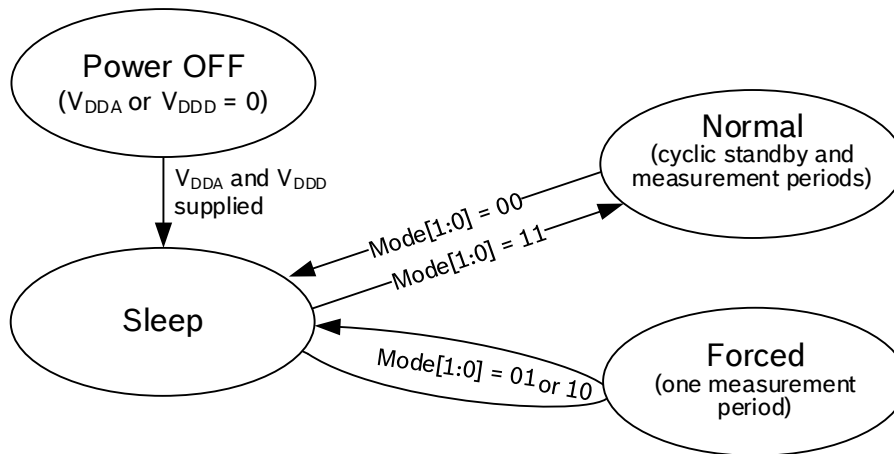 Power OFF
(VDDA or VDDD = 0)
VDDA and VDDD
supplied
Normal
(cyclic standby and
measurement periods)
Mode[1:0] = 00
Mode[1:0] = 11
Sleep
Mode[1:0] = 01 or 10
Forced
(one measurement
period)